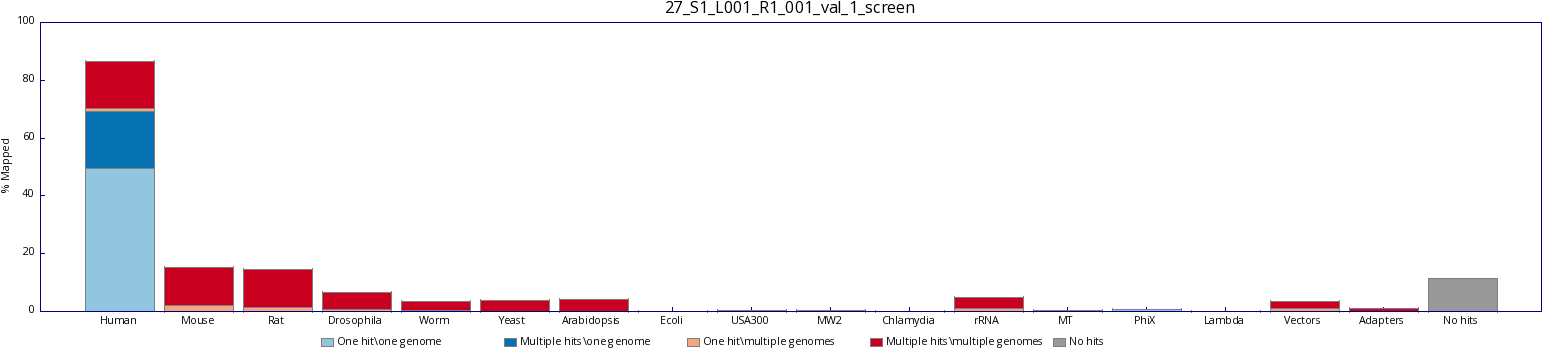 27_S1_L001_R1_001_val_1_screen
100
80
60
40
20
0
% Mapped
Human Mouse Rat Drosophila Worm Yeast Arabidopsis Ecoli USA300 MW2 Chlamydia rRNA MT PhiX Lambda Vectors Adapters No hits
One hit\one genome Multiple hits\one genome One hit\multiple genomes Multiple hits\multiple genomes No hits